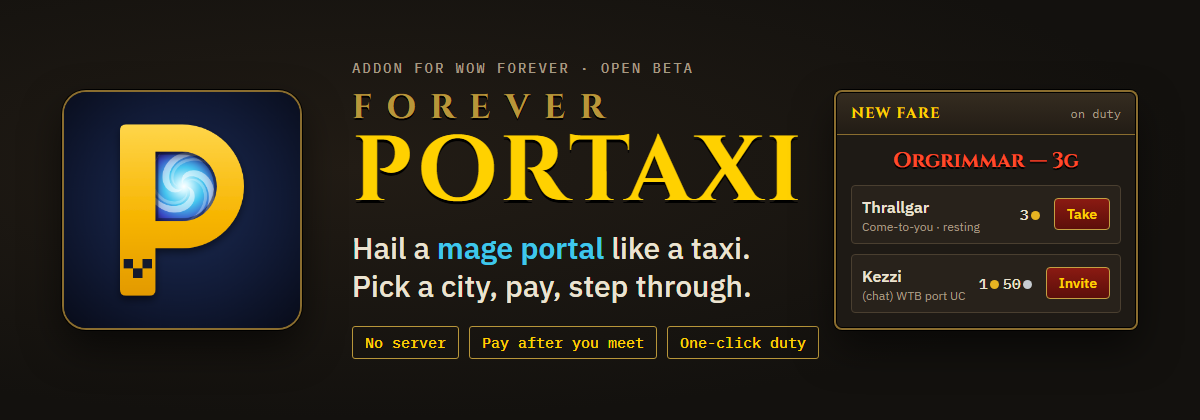 P
ADDON FOR WOW FOREVER · OPEN BETA
FOREVER
PORTAXI
Hail a mage portal like a taxi.
Pick a city, pay, step through.
No server
Pay after you meet
One-click duty
NEW FARE
on duty
Orgrimmar — 3g
Thrallgar
Come-to-you · resting
3
Take
Kezzi
(chat) WTB port UC
1 50
Invite